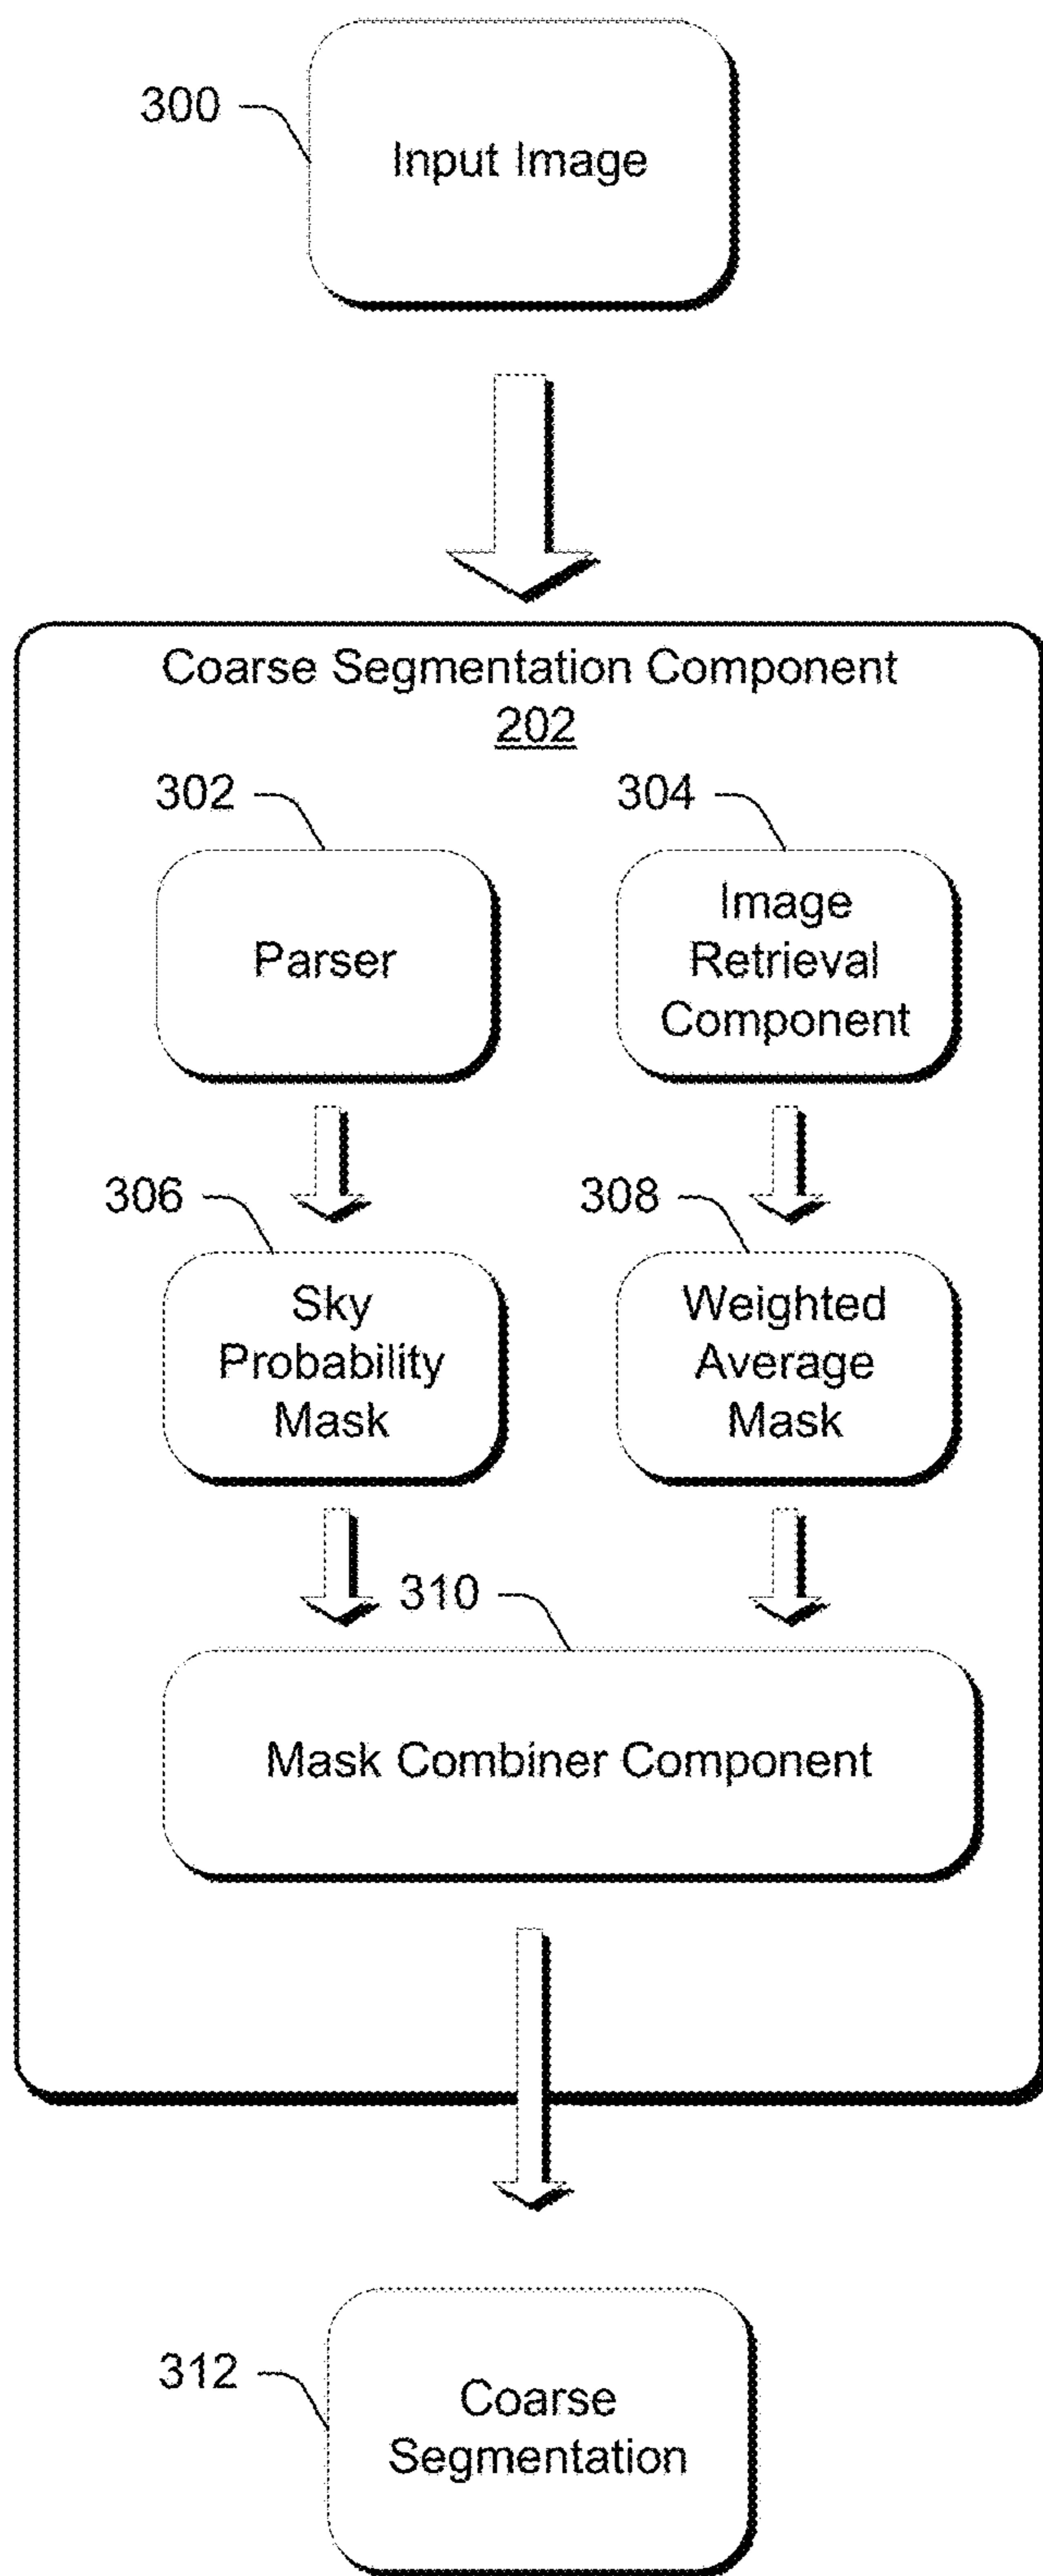 300
Input Image
Coarse Segmentation Component
202
302
304
Parser
Image
Retrieval
Component
306
308
Sky
Probability
Mask
Weighted
Average
Mask
310
Mask Combiner Component
312
Coarse
Segmentation